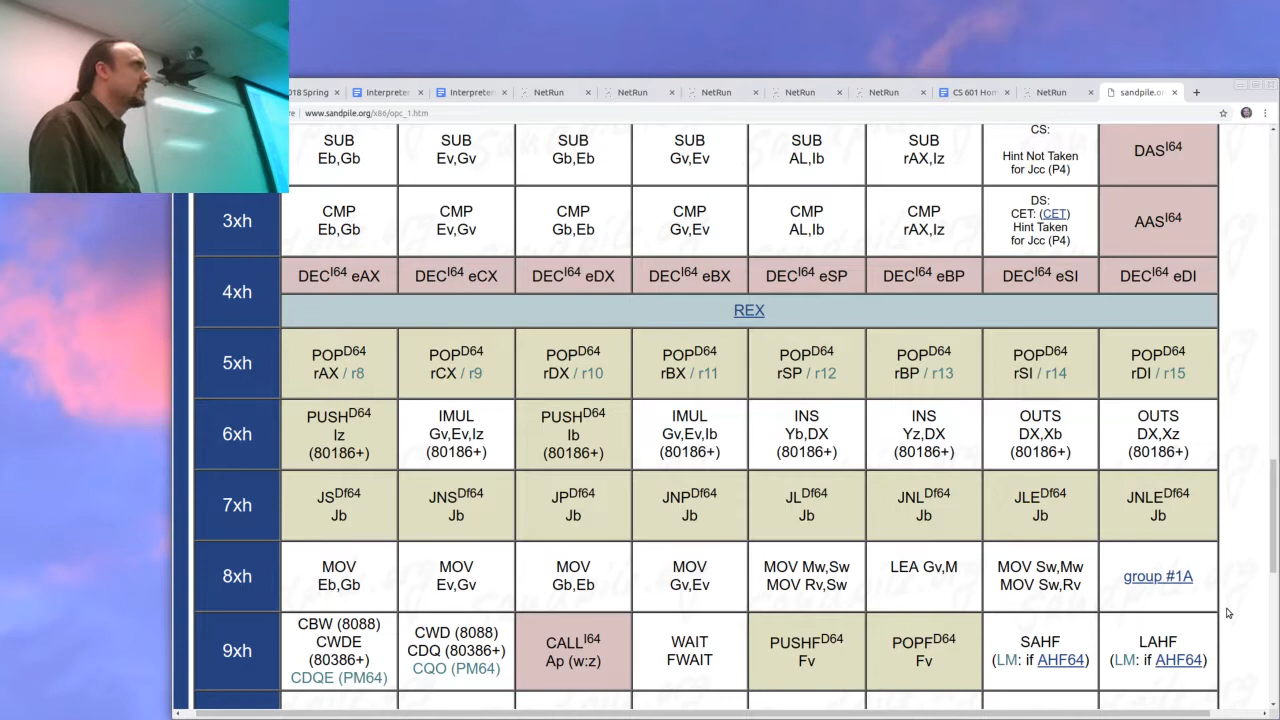 018 Spring
Interpreter
Interpreter
NetRun
NetRun
NetRun
NetRun
NetRun
CS 601 Hom
NetRun
sandpile.or
re | www.sandpile.org/x86/opc_1.htm
SUB
Eb,Gb
SUB
Ev,Gv
SUB
Gb,Eb
SUB
Gv,Ev
SUB
AL,Ib
SUB
rAX,Iz
CS:
Hint Not Taken
for Jcc (P4)
DAS I64
3xh
CMP
Eb,Gb
CMP
Ev,Gv
CMP
Gb,Eb
CMP
Gv,Ev
CMP
AL,Ib
CMP
rAX,Iz
DS:
CET: (CET)
Hint Taken
for Jcc (P4)
AAS I64
4xh
DEC I64 eAX
DEC I64 eCX
DEC I64 eDX
DEC I64 eBX
DEC I64 eSP
DEC I64 eBP
DEC I64 eSI
DEC I64 eDI
REX
5xh
POP D64
rAX / r8
POP D64
rCX / r9
POP D64
rDX / r10
POP D64
rBX / r11
POP D64
rSP / r12
POP D64
rBP / r13
POP D64
rSI / r14
POP D64
rDI / r15
6xh
PUSH D64
Iz
(80186+)
IMUL
Gv,Ev,Iz
(80186+)
PUSH D64
Ib
(80186+)
IMUL
Gv,Ev,Ib
(80186+)
INS
Yb,DX
(80186+)
INS
Yz,DX
(80186+)
OUTS
DX,Xb
(80186+)
OUTS
DX,Xz
(80186+)
7xh
JS Df64
Jb
JNS Df64
Jb
JP Df64
Jb
JNP Df64
Jb
JL Df64
Jb
JNL Df64
Jb
JLE Df64
Jb
JNLE Df64
Jb
8xh
MOV
Eb,Gb
MOV
Ev,Gv
MOV
Gb,Eb
MOV
Gv,Ev
MOV Mw,Sw
MOV Rv,Sw
LEA Gv,M
MOV Sw,Mw
MOV Sw,Rv
group #1A
9xh
CBW (8088)
CWDE
(80386+)
CDQE (PM64)
CWD (8088)
CDQ (80386+)
CQO (PM64)
CALL I64
Ap (w:z)
WAIT
FWAIT
PUSHF D64
Fv
POPF D64
Fv
SAHF
(LM: if AHF64)
LAHF
(LM: if AHF64)